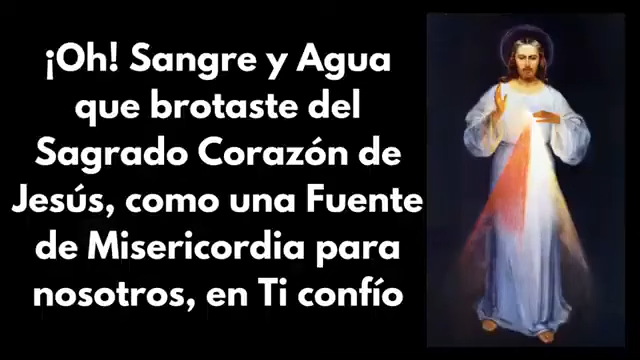 ¡Oh! Sangre y Agua
que brotaste del
Sagrado Corazón de
Jesús, como una Fuente
de Misericordia para
nosotros, en Ti confío